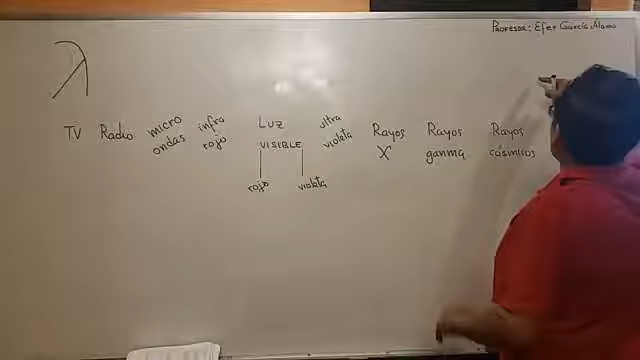 PROFESOR: Efer García Álamo
λ
TV Radio micro ondas infra rojo LUZ VISIBLE ultra violeta Rayos X Rayos gamma Rayos cósmicos
rojo violeta